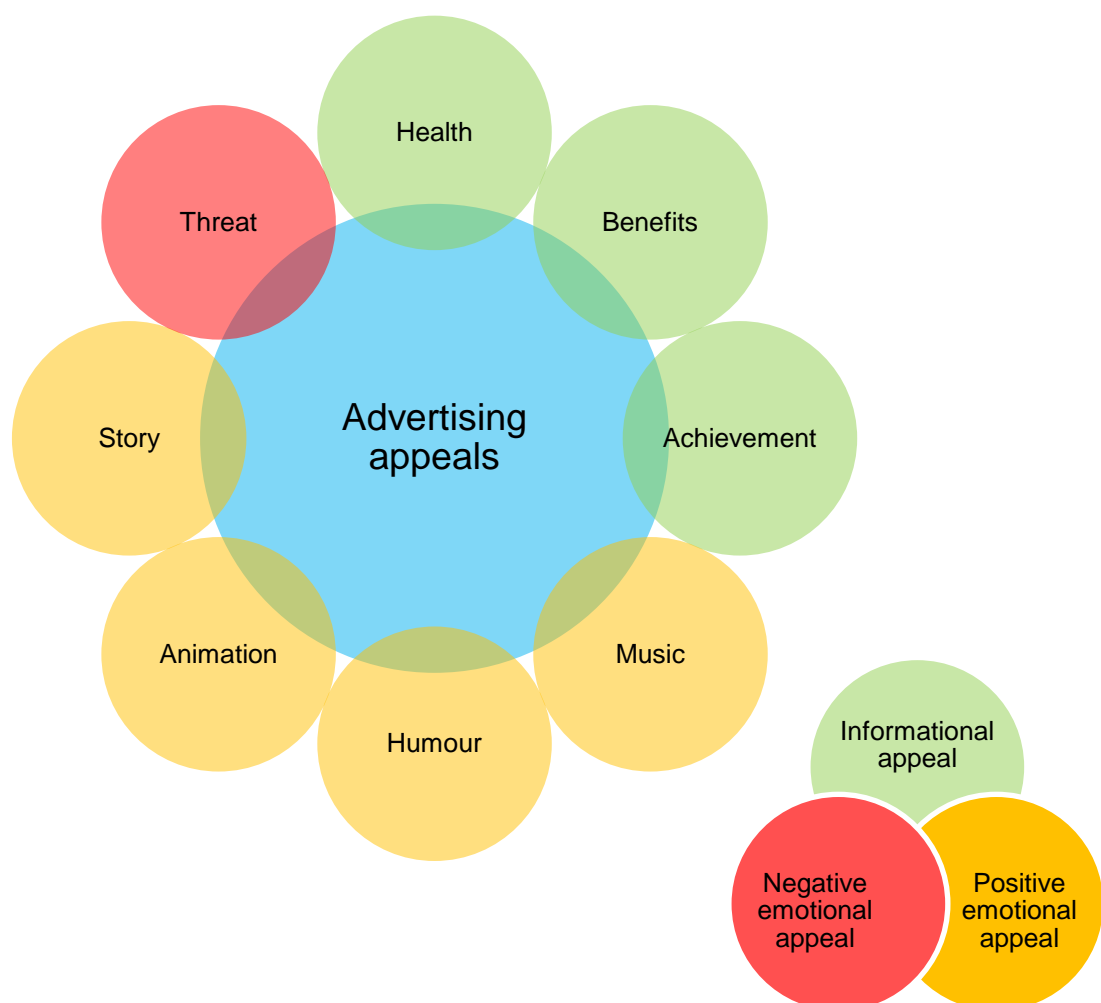 Health
Threat
Benefits
Advertising
appeals
Story
Achievement
Animation
Music
Humour
Informational
appeal
Negative
emotional
appeal
Positive
emotional
appeal